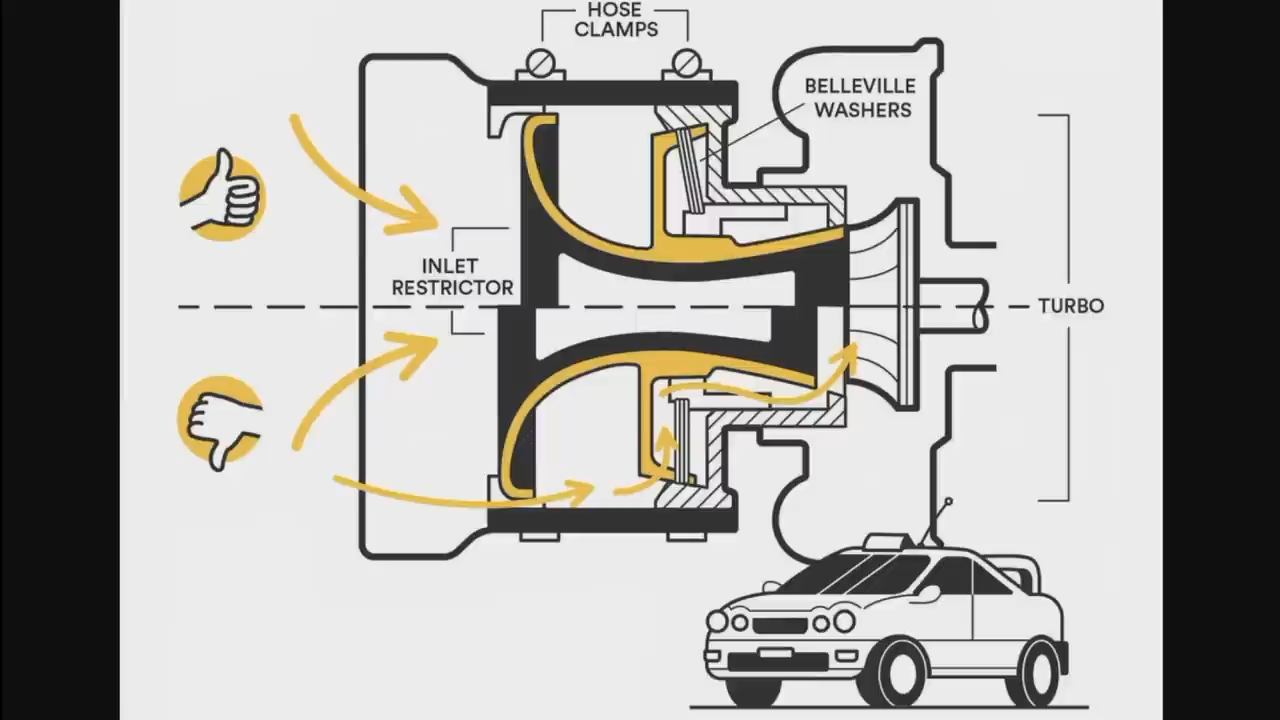 HOSE
CLAMPS
BELLEVILLE
WASHERS
INLET
RESTRICTOR
TURBO